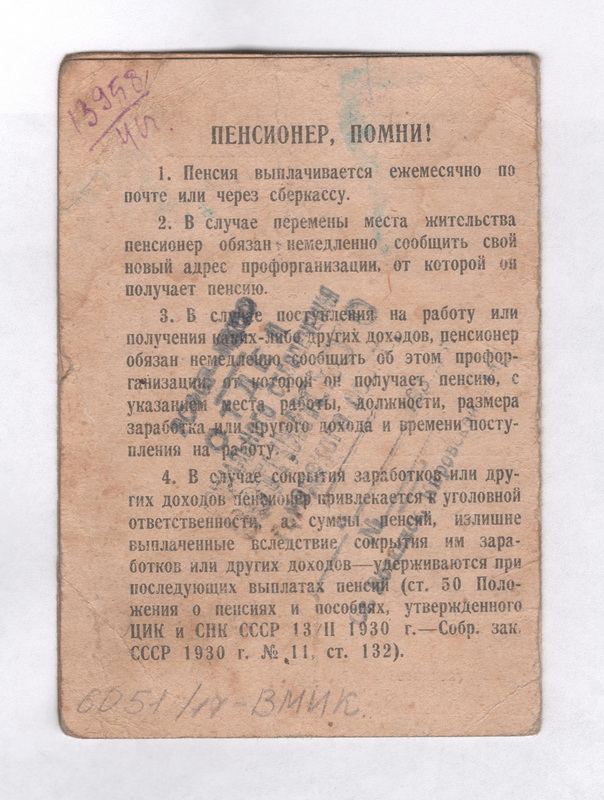 13958
ПЕНСИОНЕР, ПОМНИ!
1. Пенсия выплачивается ежемесячно по
почте или через сберкассу.
2. В случае перемены места жительства
пенсионер обязан немедленно сообщить свой
новый адрес профорганизации, от которой он
получает пенсию.
3. В случае поступления на работу или
получения каких-либо других доходов, пенсионер
обязан немедленно сообщить об этом профор-
ганизации, от которой он получает пенсию, с
указанием места работы, должности, размера
заработка или другого дохода и времени посту-
пления на работу.
4. В случае сокрытия заработков или дру-
гих доходов пенсионер привлекается к уголовной
ответственности, а суммы пенсий, излишне
выплаченные вследствие сокрытия им зара-
ботков или других доходов—удерживаются при
последующих выплатах пенсии (ст. 50 Поло-
жения о пенсиях и пособиях, утвержденного
ЦИК и СНК СССР 13/II 1930 г.—Собр. зак.
СССР 1930 г. № 11, ст. 132).
ОТДЕЛ
№
6051/14-ВМИК.